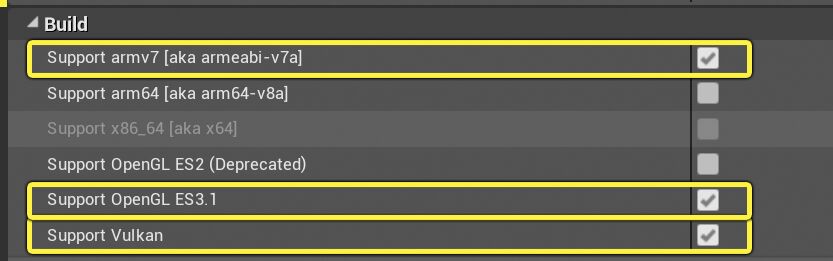 Build
Support armv7 [aka armeabi-v7a]
Support arm64 [aka arm64-v8a]
Support x86_64 [aka x64]
Support OpenGL ES2 (Deprecated)
Support OpenGL ES3.1
Support Vulkan